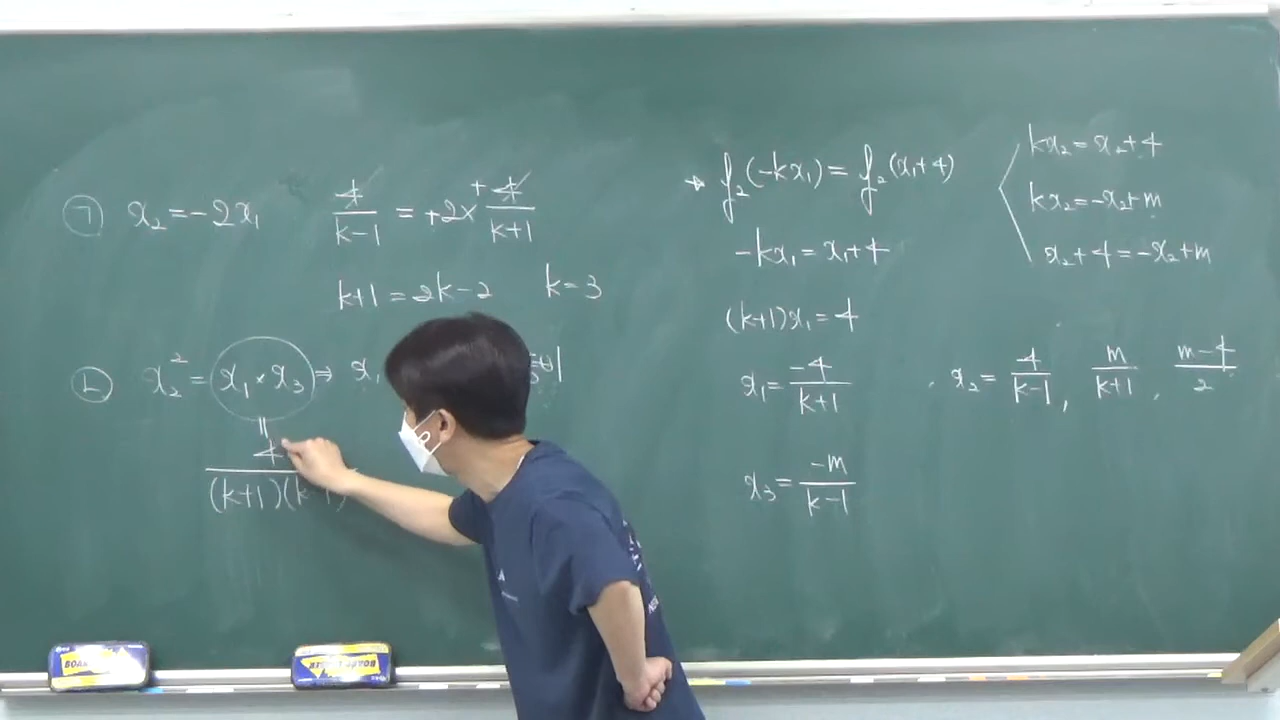 ㉠ x₂ = -2x₁ 4/(k-1) = +2 × +4/(k+1)
k+1 = 2k-2 k=3
㉡ x₂² = x₁ × x₃ ⇒ x₁
=
4
(k+1)(k-1)
f₂(-kx₁) = f₂(x₁+4)
-kx₁ = x₁+4
(k+1)x₁ = 4
x₁ = -4/(k+1)
x₃ = -m/(k-1)
kx₂ = x₂+4
kx₂ = -x₂+m
x₂+4 = -x₂+m
x₂ = 4/(k-1), m/(k+1), (m-4)/2